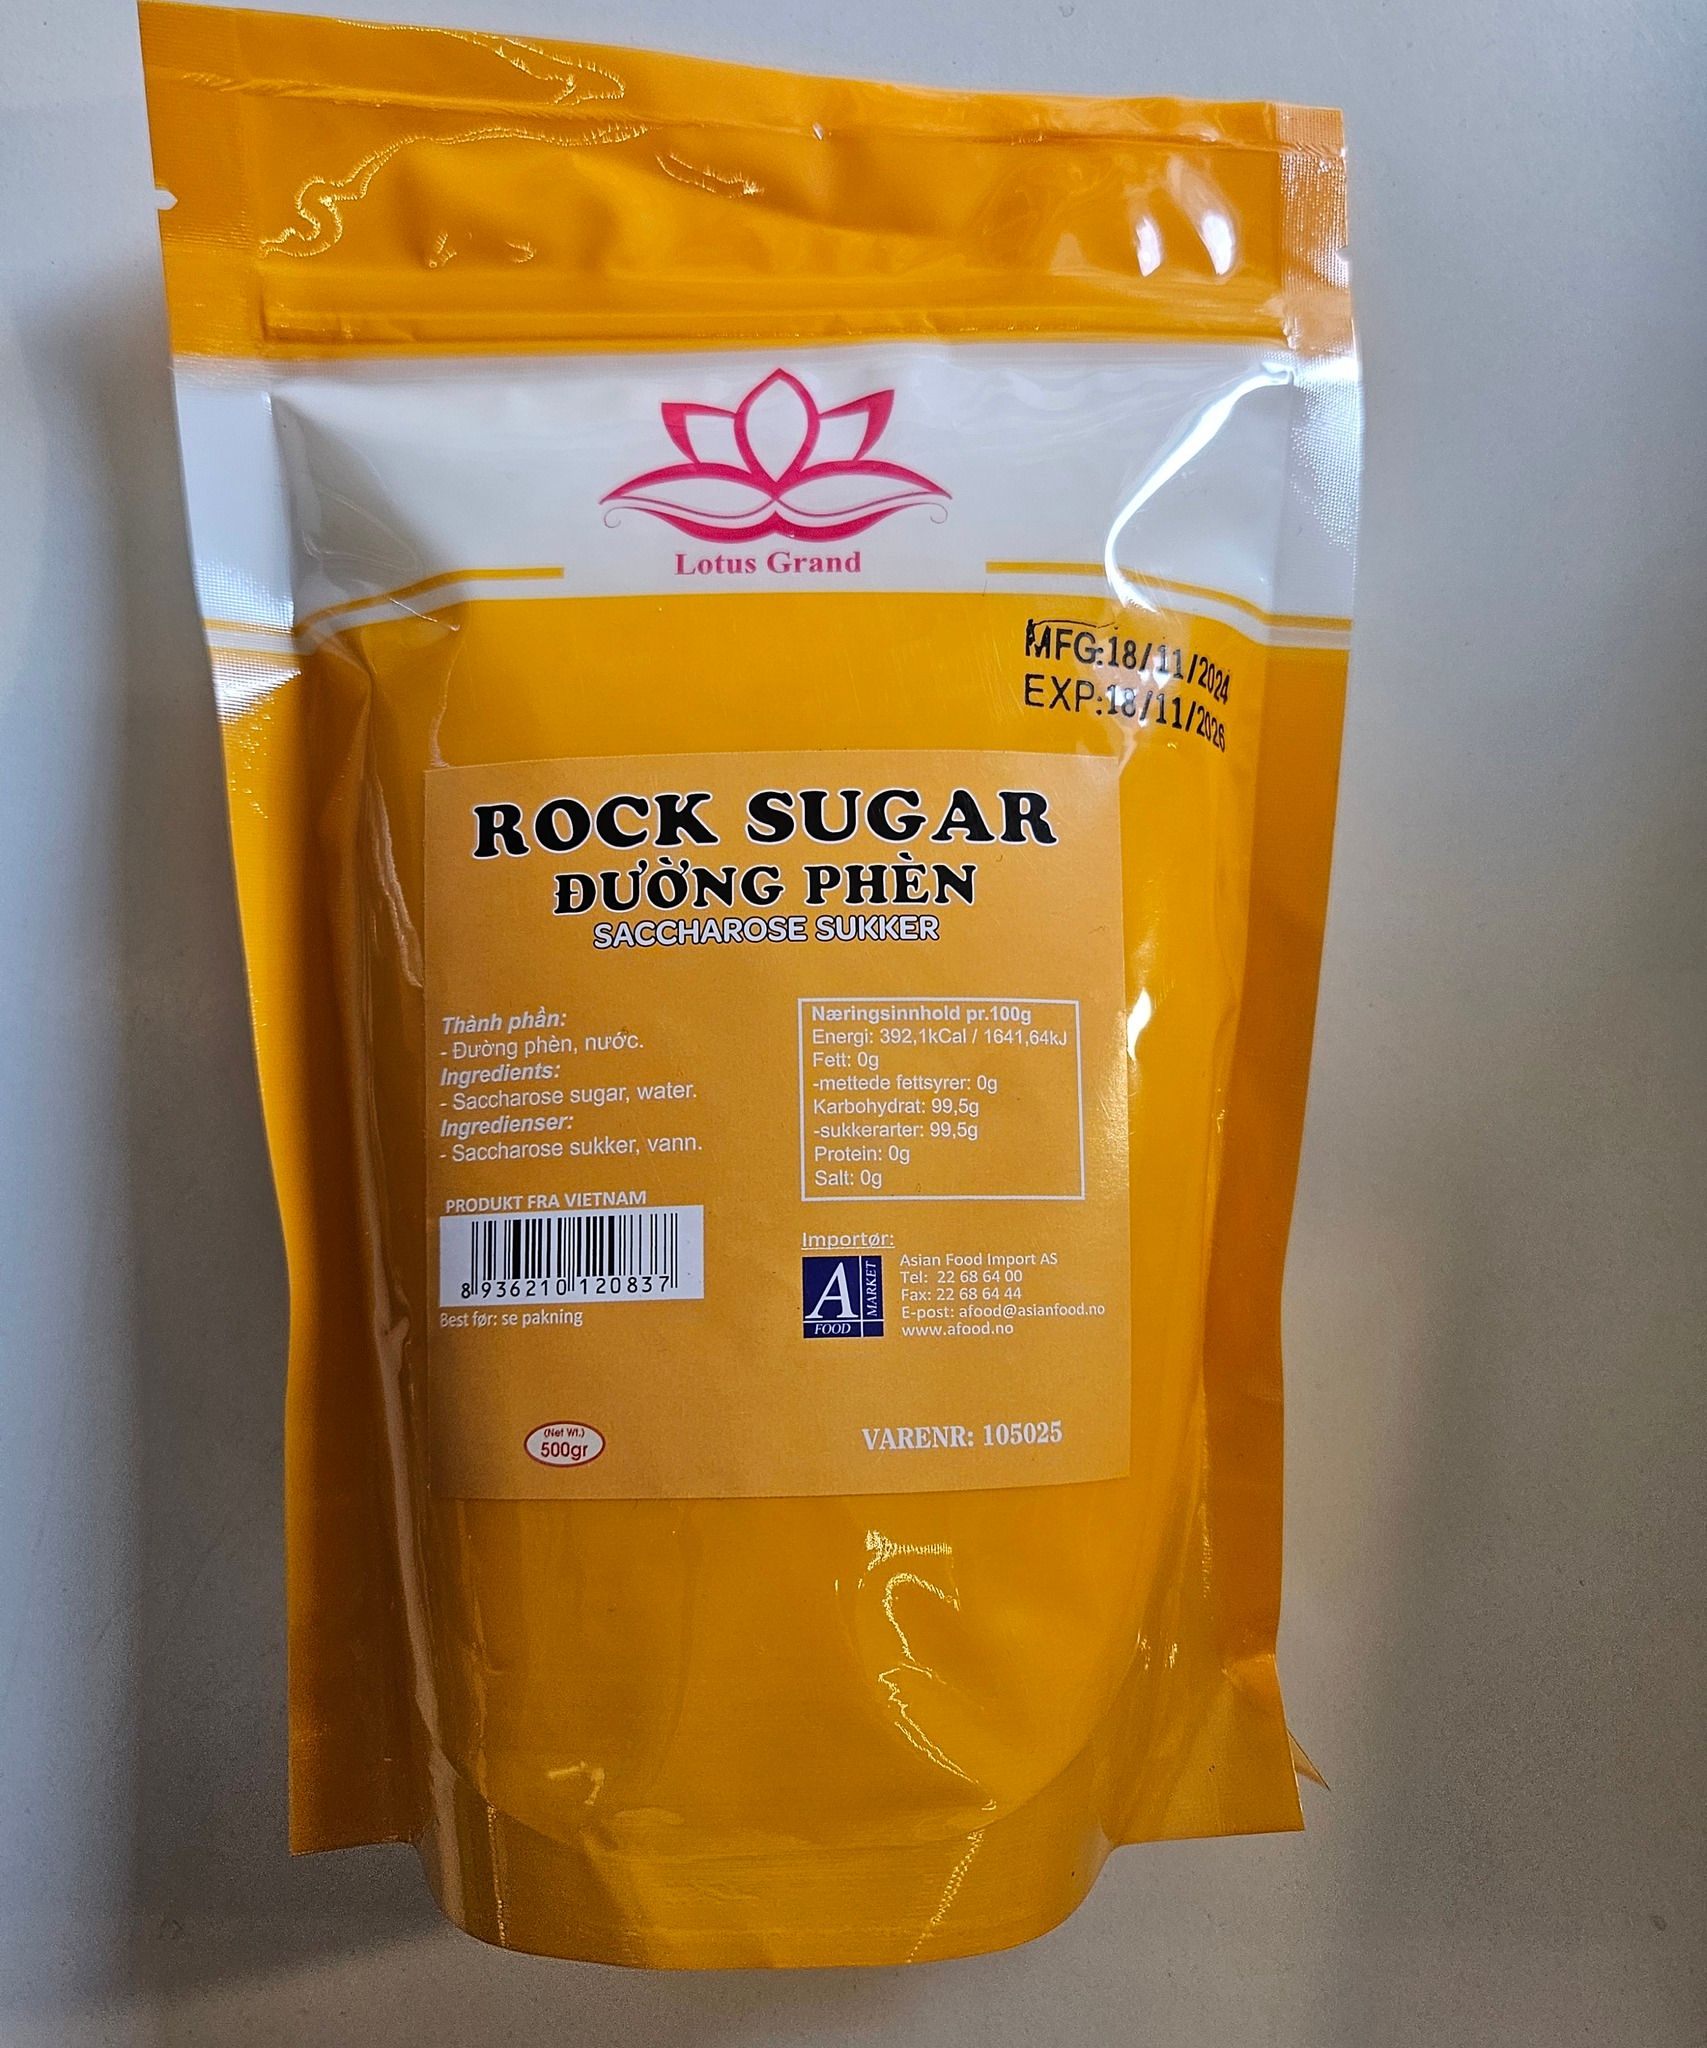 Lotus Grand
MFG:18/11/2024
EXP:18/11/2026
ROCK SUGAR
ĐƯỜNG PHÈN
SACCHAROSE SUKKER
Thành phần:
- Đường phèn, nước.
Ingredients:
- Saccharose sugar, water.
Ingredienser:
- Saccharose sukker, vann.
PRODUKT FRA VIETNAM
8 936210 120837
Best før: se pakning
(Net Wt.)
500gr
Næringsinnhold pr.100g
Energi: 392,1kCal / 1641,64kJ
Fett: 0g
-mettede fettsyrer: 0g
Karbohydrat: 99,5g
-sukkerarter: 99,5g
Protein: 0g
Salt: 0g
Importør:
A
FOOD
MARKET
Asian Food Import AS
Tel: 22 68 64 00
Fax: 22 68 64 44
E-post: afood@asianfood.no
www.afood.no
VARENR: 105025